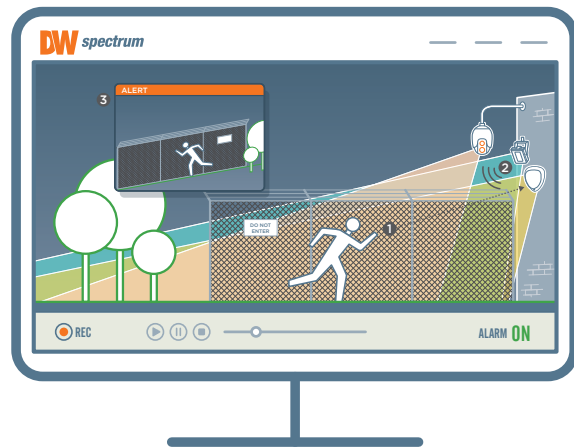 DW spectrum
3
ALERT
2
DO NOT
ENTER
1
REC
ALARM ON